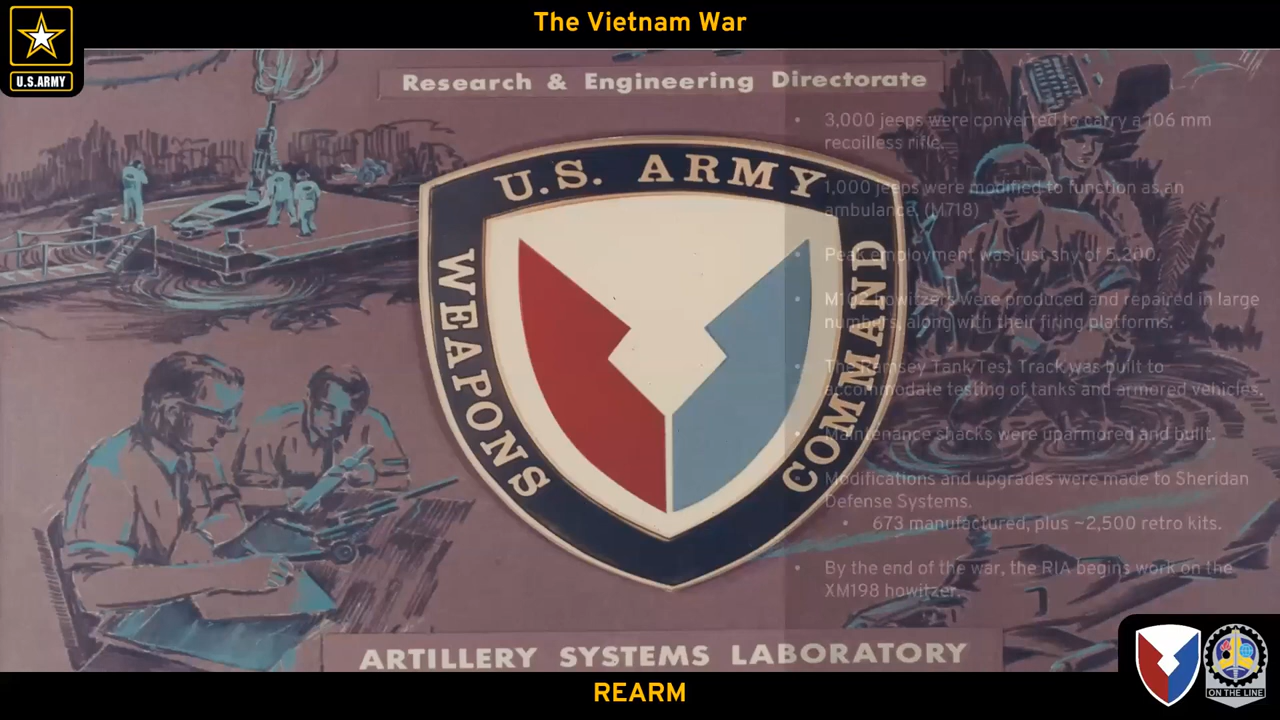 The Vietnam War
U.S.ARMY
Research & Engineering Directorate
U.S. ARMY
WEAPONS
COMMAND
• 3,000 jeeps were converted to carry a 106 mm
recoilless rifle.
• 1,000 jeeps were modified to function as an
ambulance. (M718)
• Peak employment was just shy of 5,200.
• M102 howitzers were produced and repaired in large
numbers, along with their firing platforms.
• The Ramsey Tank Test Track was built to
accommodate testing of tanks and armored vehicles.
• Maintenance shacks were uparmored and built.
• Modifications and upgrades were made to Sheridan
Defense Systems.
• 673 manufactured, plus ~2,500 retro kits.
• By the end of the war, the RIA begins work on the
XM198 howitzer.
ARTILLERY SYSTEMS LABORATORY
REARM
ON THE LINE